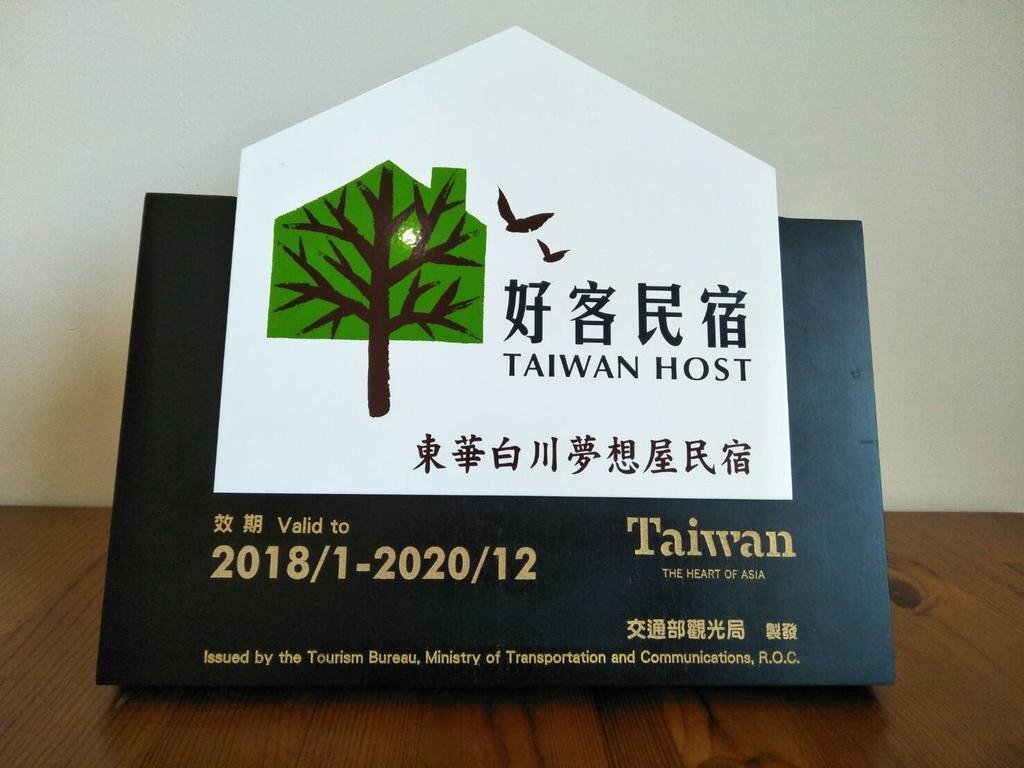 好客民宿
TAIWAN HOST
東華白川夢想屋民宿
效期 Valid to
2018/1-2020/12
Taiwan
THE HEART OF ASIA
交通部觀光局 製發
Issued by the Tourism Bureau, Ministry of Transportation and Communications, R.O.C.